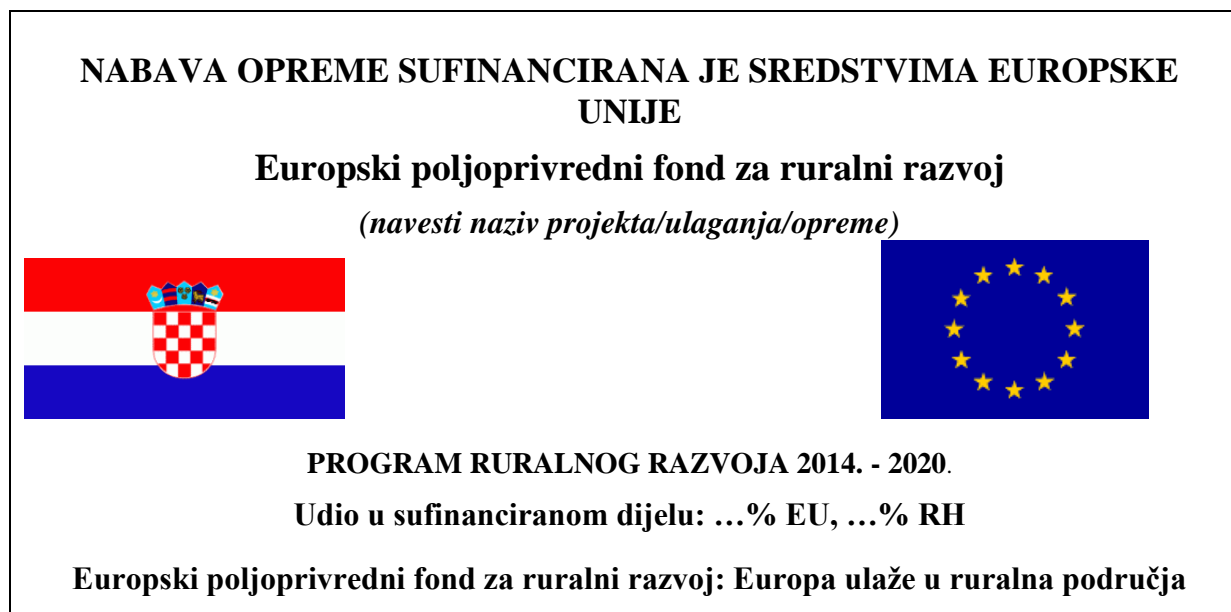 NABAVA OPREME SUFINANCIRANA JE SREDSTVIMA EUROPSKE
UNIJE
Europski poljoprivredni fond za ruralni razvoj
(navesti naziv projekta/ulaganja/opreme)
PROGRAM RURALNOG RAZVOJA 2014. - 2020.
Udio u sufinanciranom dijelu: …% EU, …% RH
Europski poljoprivredni fond za ruralni razvoj: Europa ulaže u ruralna područja